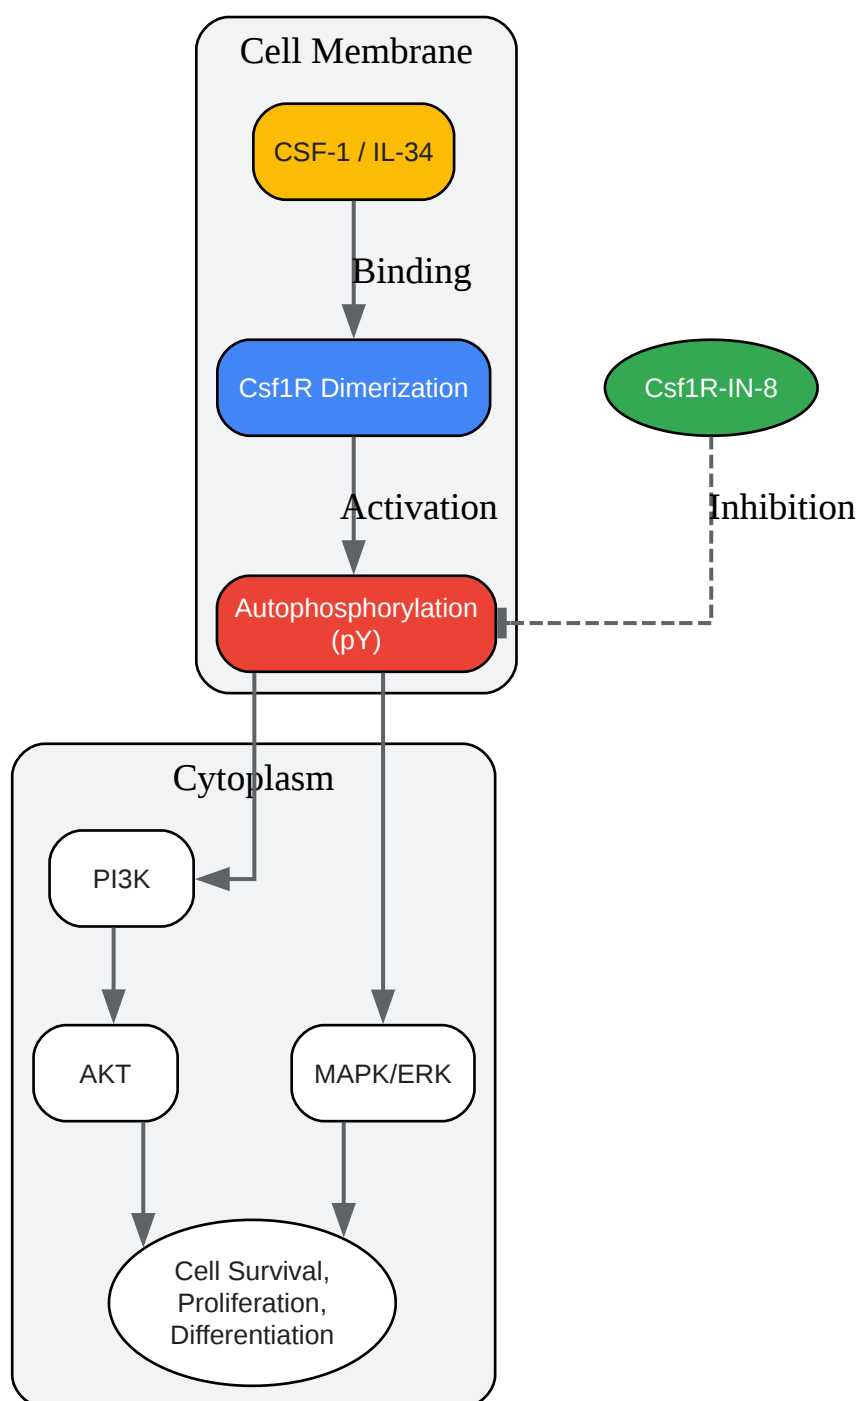 Cell Membrane
CSF-1 / IL-34
Binding
Csf1R Dimerization
Csf1R-IN-8
Activation
Inhibition
Autophosphorylation
(pY)
Cytoplasm
PI3K
AKT
MAPK/ERK
Cell Survival,
Proliferation,
Differentiation